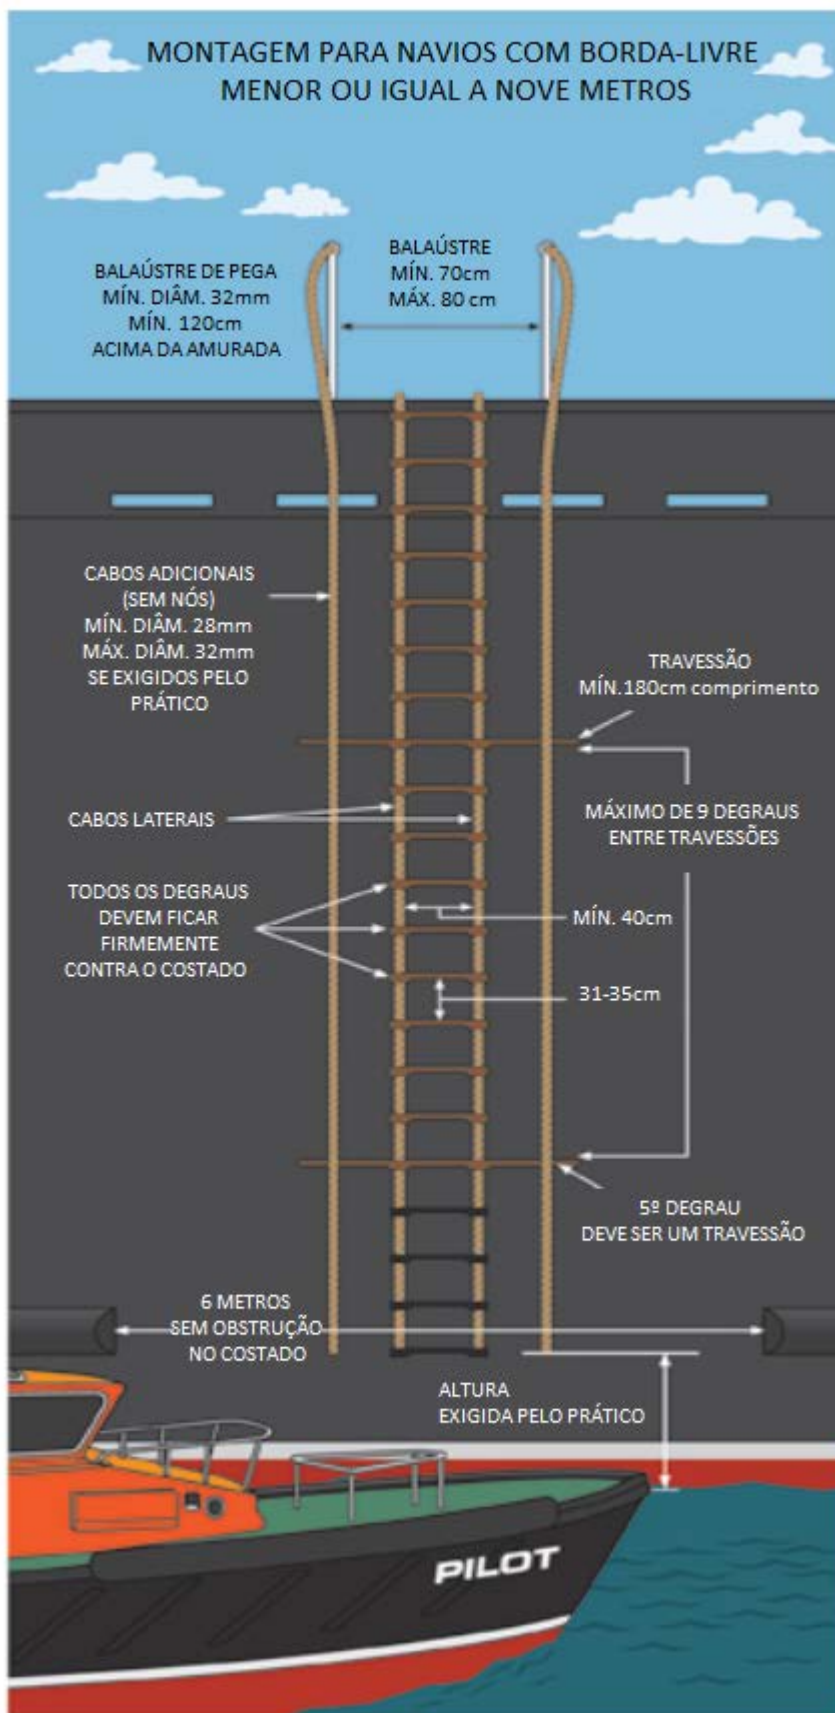 MONTAGEM PARA NAVIOS COM BORDA-LIVRE
MENOR OU IGUAL A NOVE METROS
BALAÚSTRE DE PEGA
MÍN. DIÂM. 32mm
MÍN. 120cm
ACIMA DA AMURADA
BALAÚSTRE
MÍN. 70cm
MÁX. 80 cm
CABOS ADICIONAIS
(SEM NÓS)
MÍN. DIÂM. 28mm
MÁX. DIÂM. 32mm
SE EXIGIDOS PELO
PRÁTICO
TRAVESSÃO
MÍN.180cm comprimento
CABOS LATERAIS
MÁXIMO DE 9 DEGRAUS
ENTRE TRAVESSÕES
TODOS OS DEGRAUS
DEVEM FICAR
FIRMEMENTE
CONTRA O COSTADO
MÍN. 40cm
31-35cm
5º DEGRAU
DEVE SER UM TRAVESSÃO
6 METROS
SEM OBSTRUÇÃO
NO COSTADO
ALTURA
EXIGIDA PELO PRÁTICO
PILOT